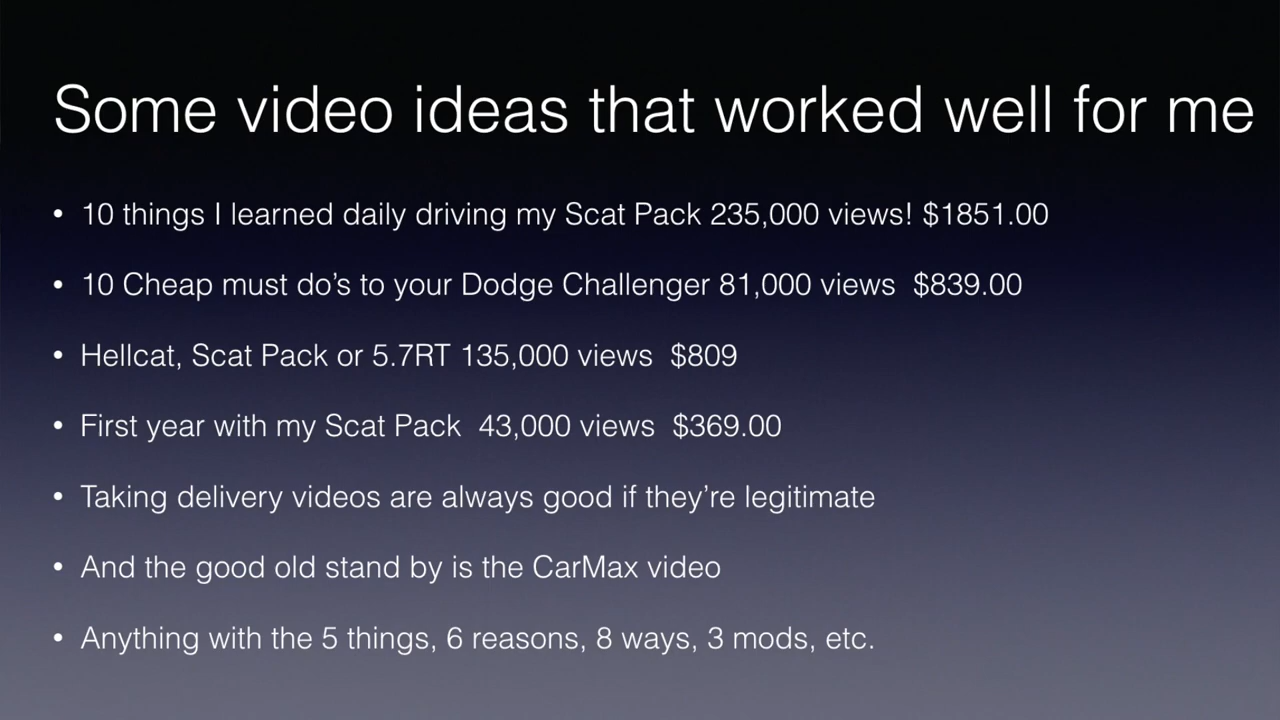 Some video ideas that worked well for me
• 10 things I learned daily driving my Scat Pack 235,000 views! $1851.00
• 10 Cheap must do’s to your Dodge Challenger 81,000 views  $839.00
• Hellcat, Scat Pack or 5.7RT 135,000 views  $809
• First year with my Scat Pack  43,000 views  $369.00
• Taking delivery videos are always good if they’re legitimate
• And the good old stand by is the CarMax video
• Anything with the 5 things, 6 reasons, 8 ways, 3 mods, etc.